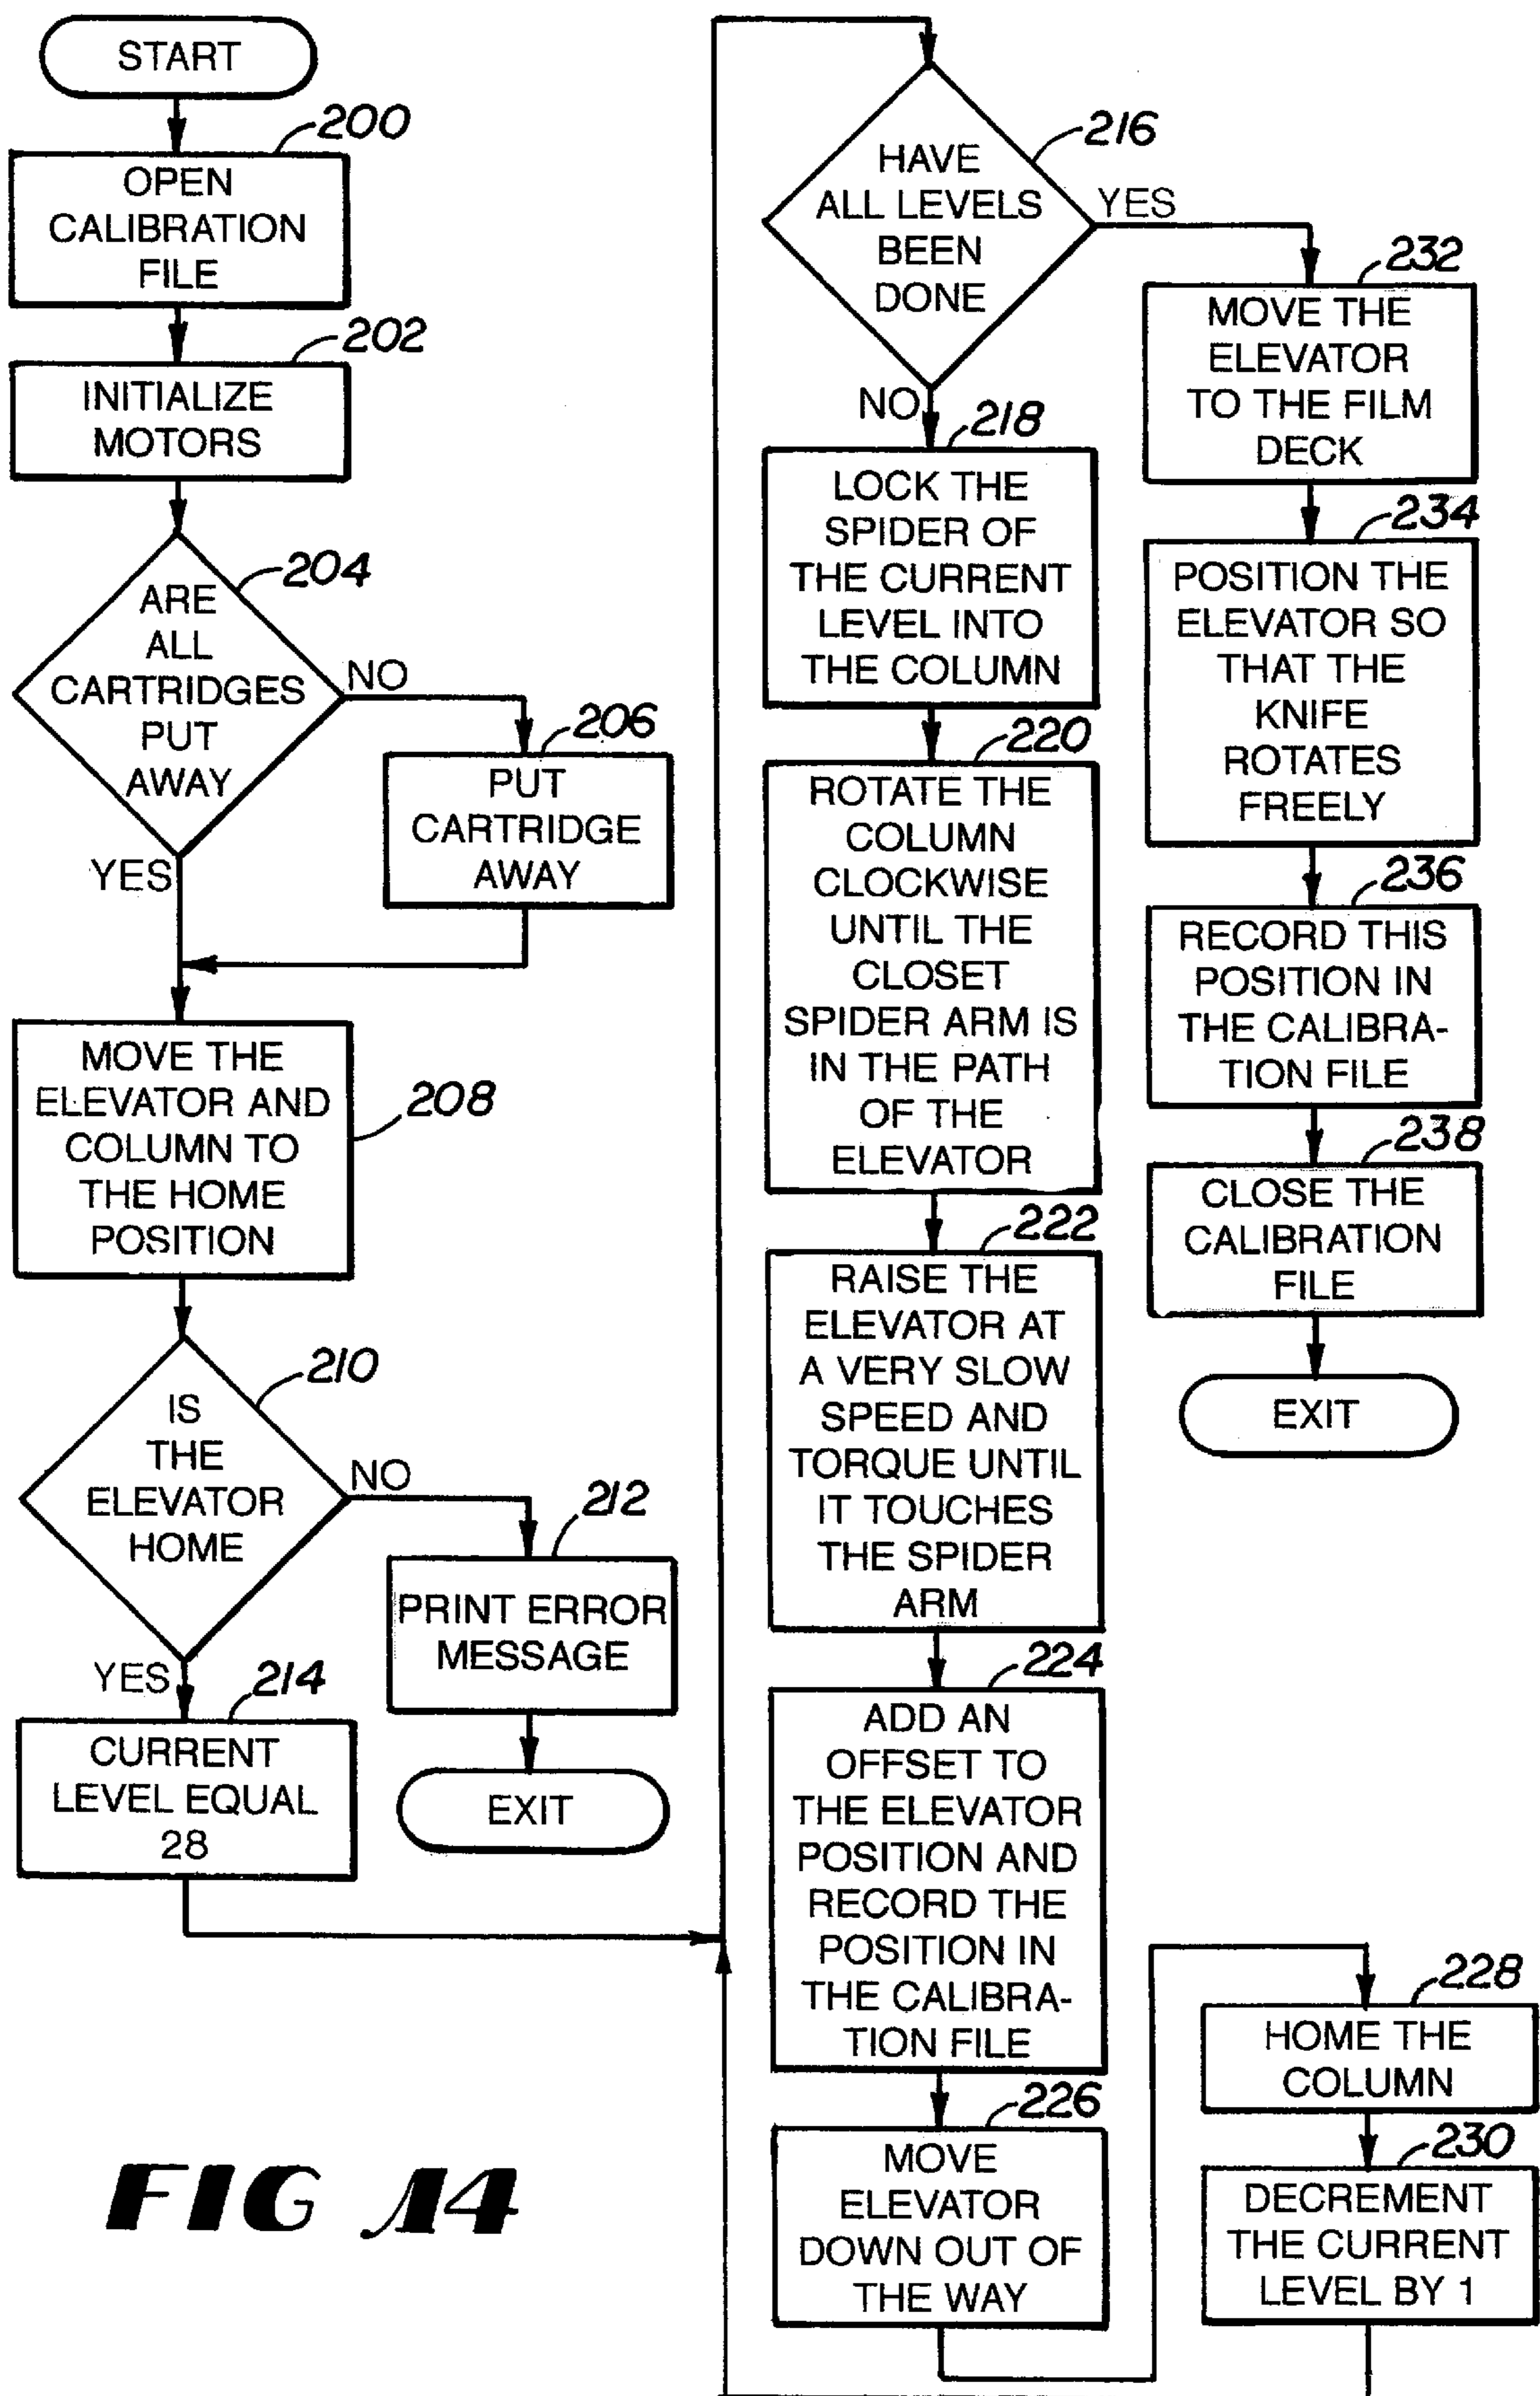 START
200
OPEN
CALIBRATION
FILE
202
INITIALIZE
MOTORS
204
ARE
ALL
CARTRIDGES
PUT
AWAY
NO
YES
206
PUT
CARTRIDGE
AWAY
208
MOVE THE
ELEVATOR AND
COLUMN TO
THE HOME
POSITION
210
IS
THE
ELEVATOR
HOME
NO
YES
212
PRINT ERROR
MESSAGE
EXIT
214
CURRENT
LEVEL EQUAL
28
216
HAVE
ALL LEVELS
BEEN
DONE
YES
NO
218
LOCK THE
SPIDER OF
THE CURRENT
LEVEL INTO
THE COLUMN
220
ROTATE THE
COLUMN
CLOCKWISE
UNTIL THE
CLOSET
SPIDER ARM IS
IN THE PATH
OF THE
ELEVATOR
222
RAISE THE
ELEVATOR AT
A VERY SLOW
SPEED AND
TORQUE UNTIL
IT TOUCHES
THE SPIDER
ARM
224
ADD AN
OFFSET TO
THE ELEVATOR
POSITION AND
RECORD THE
POSITION IN
THE CALIBRA-
TION FILE
226
MOVE
ELEVATOR
DOWN OUT OF
THE WAY
228
HOME THE
COLUMN
230
DECREMENT
THE CURRENT
LEVEL BY 1
232
MOVE THE
ELEVATOR
TO THE FILM
DECK
234
POSITION THE
ELEVATOR SO
THAT THE
KNIFE
ROTATES
FREELY
236
RECORD THIS
POSITION IN
THE CALIBRA-
TION FILE
238
CLOSE THE
CALIBRATION
FILE
EXIT
FIG 14